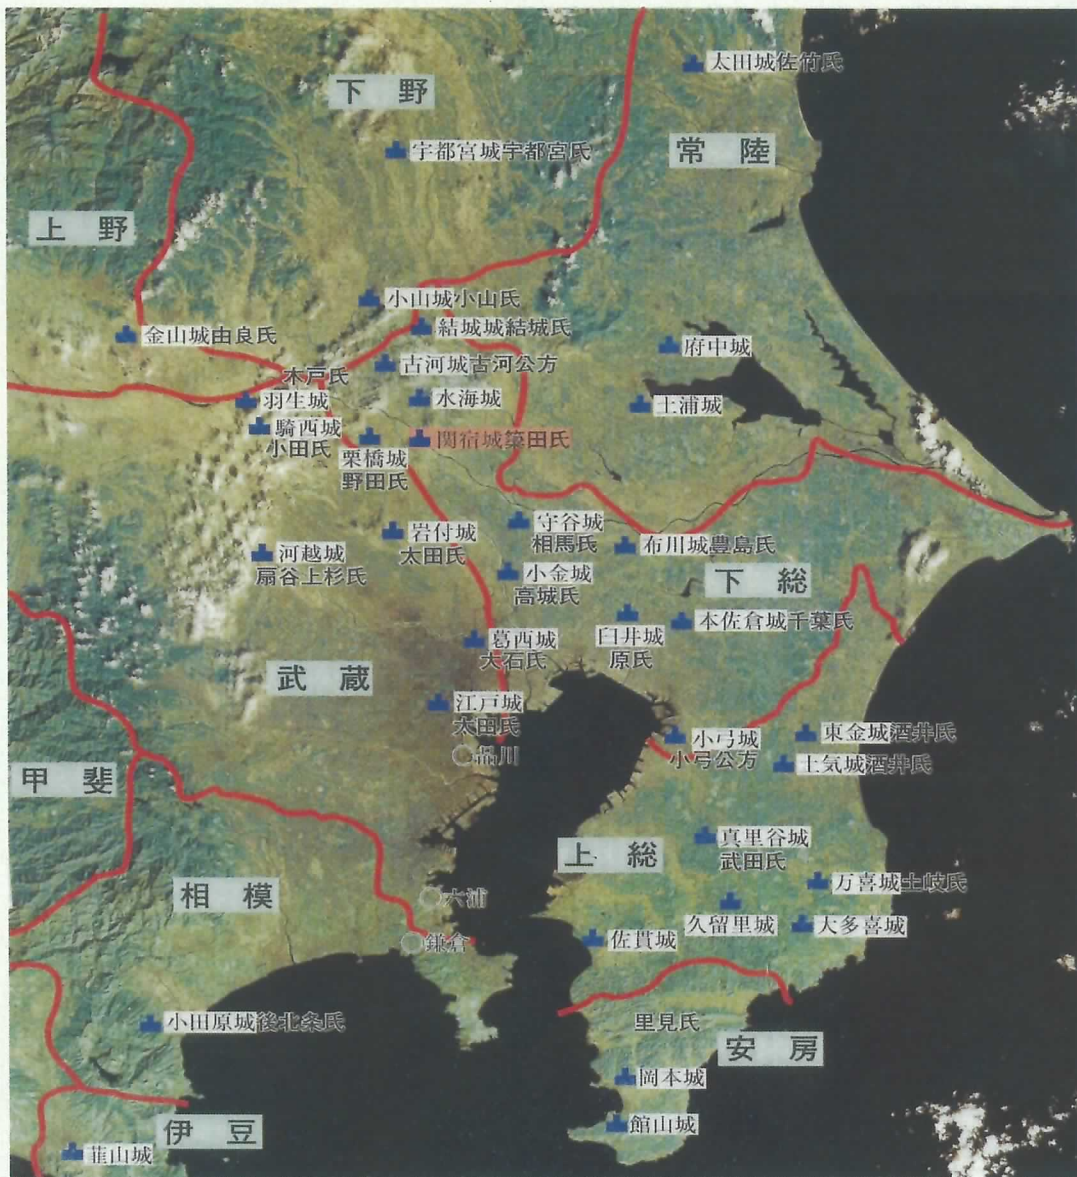 太田城佐竹氏
下野
宇都宮城宇都宮氏
常陸
上野
小山城小山氏
結城城結城氏
金山城由良氏
府中城
古河城古河公方
木戸氏
羽生城
水海城
土浦城
騎西城
小田氏
関宿城簗田氏
栗橋城
野田氏
守谷城
相馬氏
岩付城
太田氏
布川城豊島氏
河越城
扇谷上杉氏
小金城
高城氏
下総
臼井城
原氏
本佐倉城千葉氏
葛西城
大石氏
武蔵
江戸城
太田氏
品川
小弓城
小弓公方
東金城酒井氏
土気城酒井氏
甲斐
真里谷城
武田氏
上総
万喜城土岐氏
相模
六浦
久留里城
大多喜城
佐貫城
鎌倉
小田原城後北条氏
里見氏
安房
岡本城
館山城
伊豆
韮山城